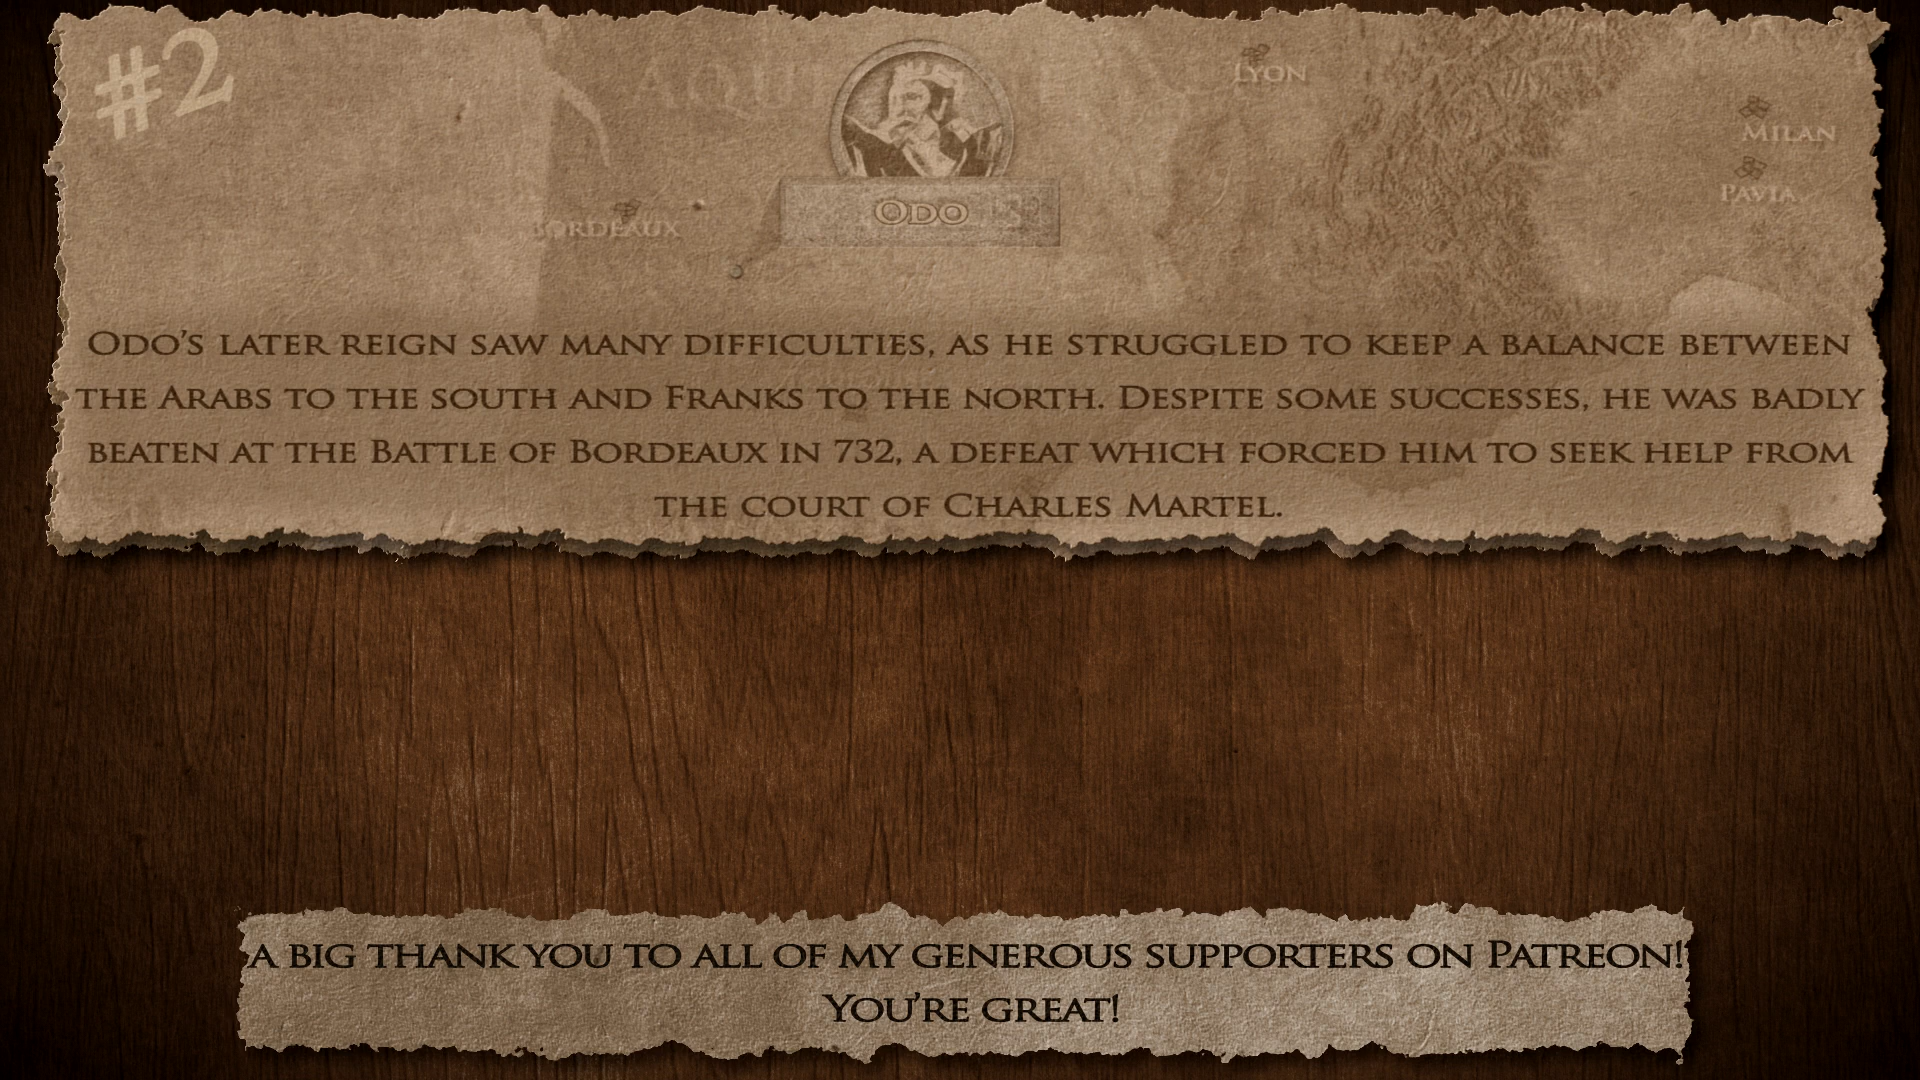 #2
AQUI
LYON
MILAN
PAVIA
BORDEAUX
ODO
ODO'S LATER REIGN SAW MANY DIFFICULTIES, AS HE STRUGGLED TO KEEP A BALANCE BETWEEN
THE ARABS TO THE SOUTH AND FRANKS TO THE NORTH. DESPITE SOME SUCCESSES, HE WAS BADLY
BEATEN AT THE BATTLE OF BORDEAUX IN 732, A DEFEAT WHICH FORCED HIM TO SEEK HELP FROM
THE COURT OF CHARLES MARTEL.
A BIG THANK YOU TO ALL OF MY GENEROUS SUPPORTERS ON PATREON!
YOU'RE GREAT!